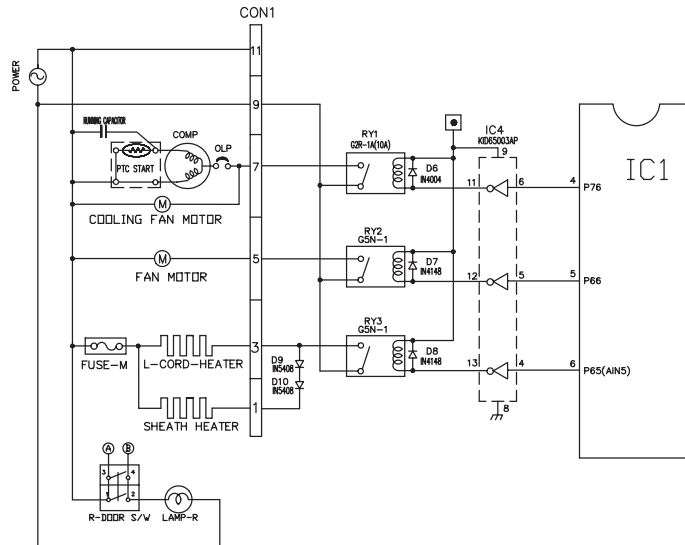 CON1
11
POWER
9
RUNNING CAPACITOR
COMP
OLP
PTC START
7
M
COOLING FAN MOTOR
RY1
G2R-1A(10A)
D6
IN4004
IC4
KID65003AP
9
11
6
4
P76
IC1
M
FAN MOTOR
5
RY2
G5N-1
D7
IN4148
12
5
5
P66
RY3
G5N-1
D8
IN4148
13
4
6
P65(AIN5)
8
FUSE-M
L-CORD-HEATER
3
D9
IN5408
D10
IN5408
SHEATH HEATER
1
A
B
3
4
1
2
R-DOOR S/W
LAMP-R